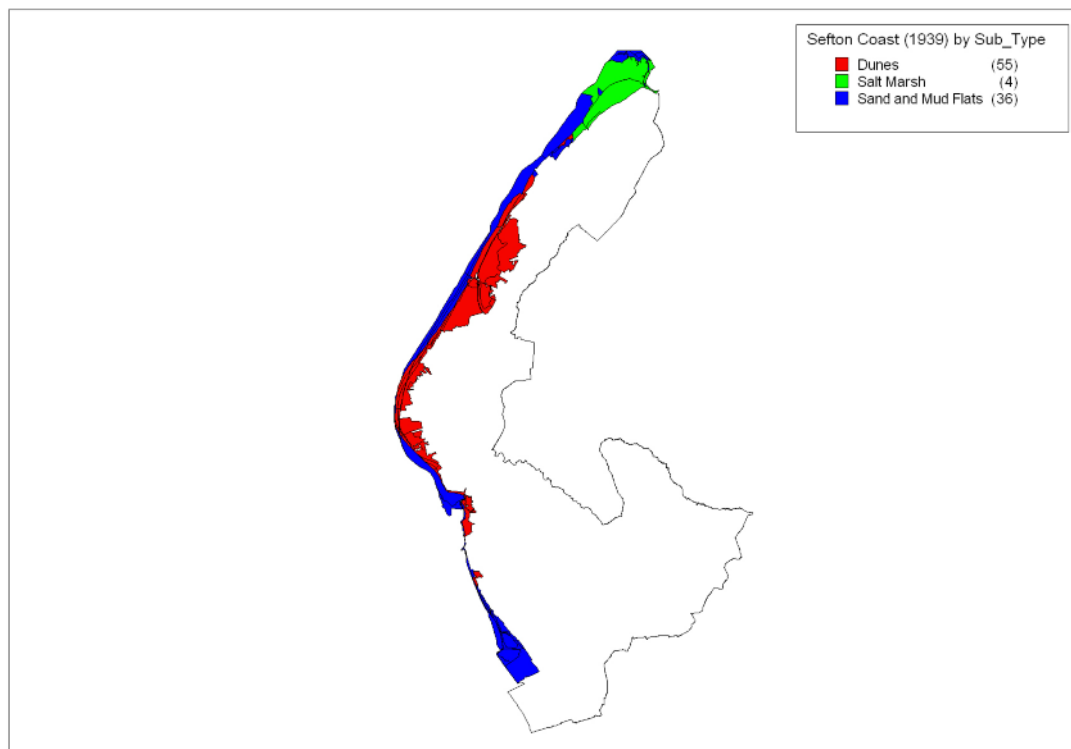 Sefton Coast (1939) by Sub_Type
Dunes (55)
Salt Marsh (4)
Sand and Mud Flats (36)